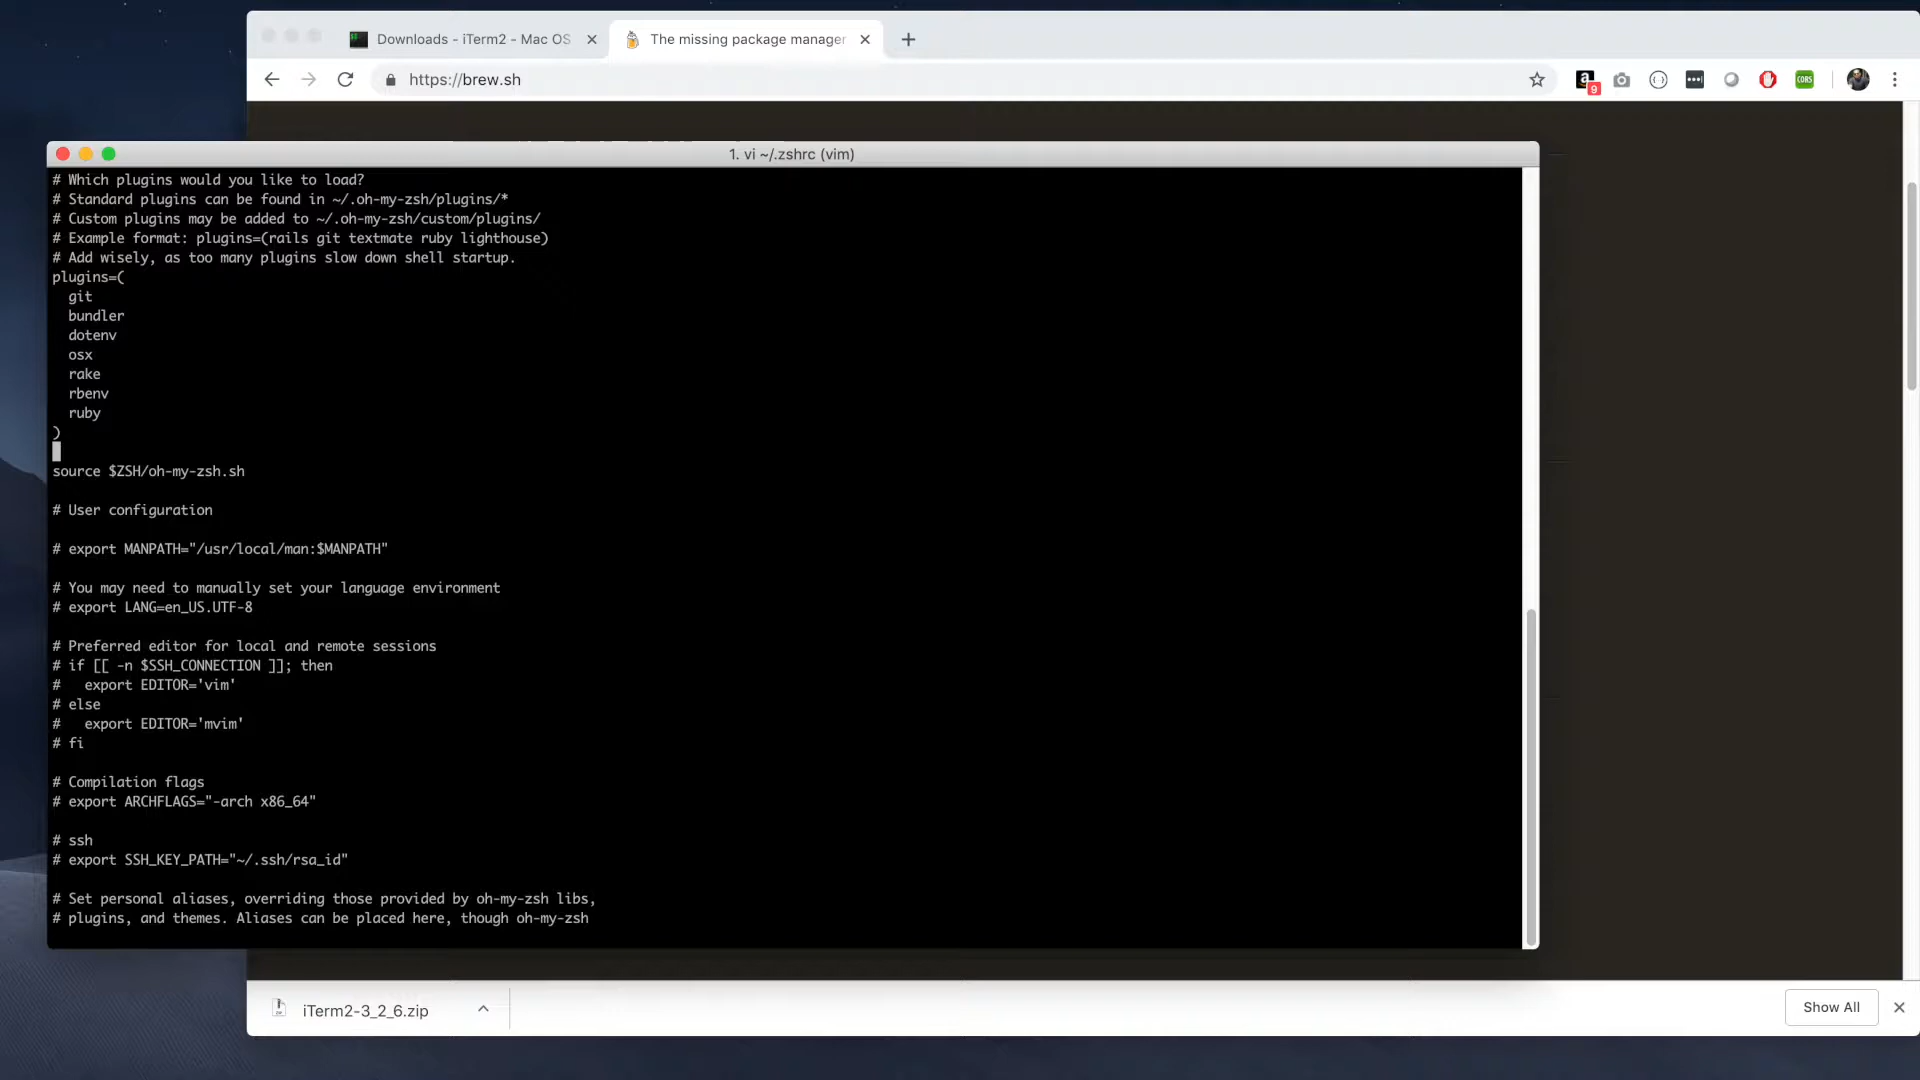 Downloads - iTerm2 - Mac OS
The missing package manager
https://brew.sh
a
9
CORS
1. vi ~/.zshrc (vim)
# Which plugins would you like to load?
# Standard plugins can be found in ~/.oh-my-zsh/plugins/*
# Custom plugins may be added to ~/.oh-my-zsh/custom/plugins/
# Example format: plugins=(rails git textmate ruby lighthouse)
# Add wisely, as too many plugins slow down shell startup.
plugins=(
  git
  bundler
  dotenv
  osx
  rake
  rbenv
  ruby
)
source $ZSH/oh-my-zsh.sh
# User configuration
# export MANPATH="/usr/local/man:$MANPATH"
# You may need to manually set your language environment
# export LANG=en_US.UTF-8
# Preferred editor for local and remote sessions
# if [[ -n $SSH_CONNECTION ]]; then
#   export EDITOR='vim'
# else
#   export EDITOR='mvim'
# fi
# Compilation flags
# export ARCHFLAGS="-arch x86_64"
# ssh
# export SSH_KEY_PATH="~/.ssh/rsa_id"
# Set personal aliases, overriding those provided by oh-my-zsh libs,
# plugins, and themes. Aliases can be placed here, though oh-my-zsh
iTerm2-3_2_6.zip
Show All